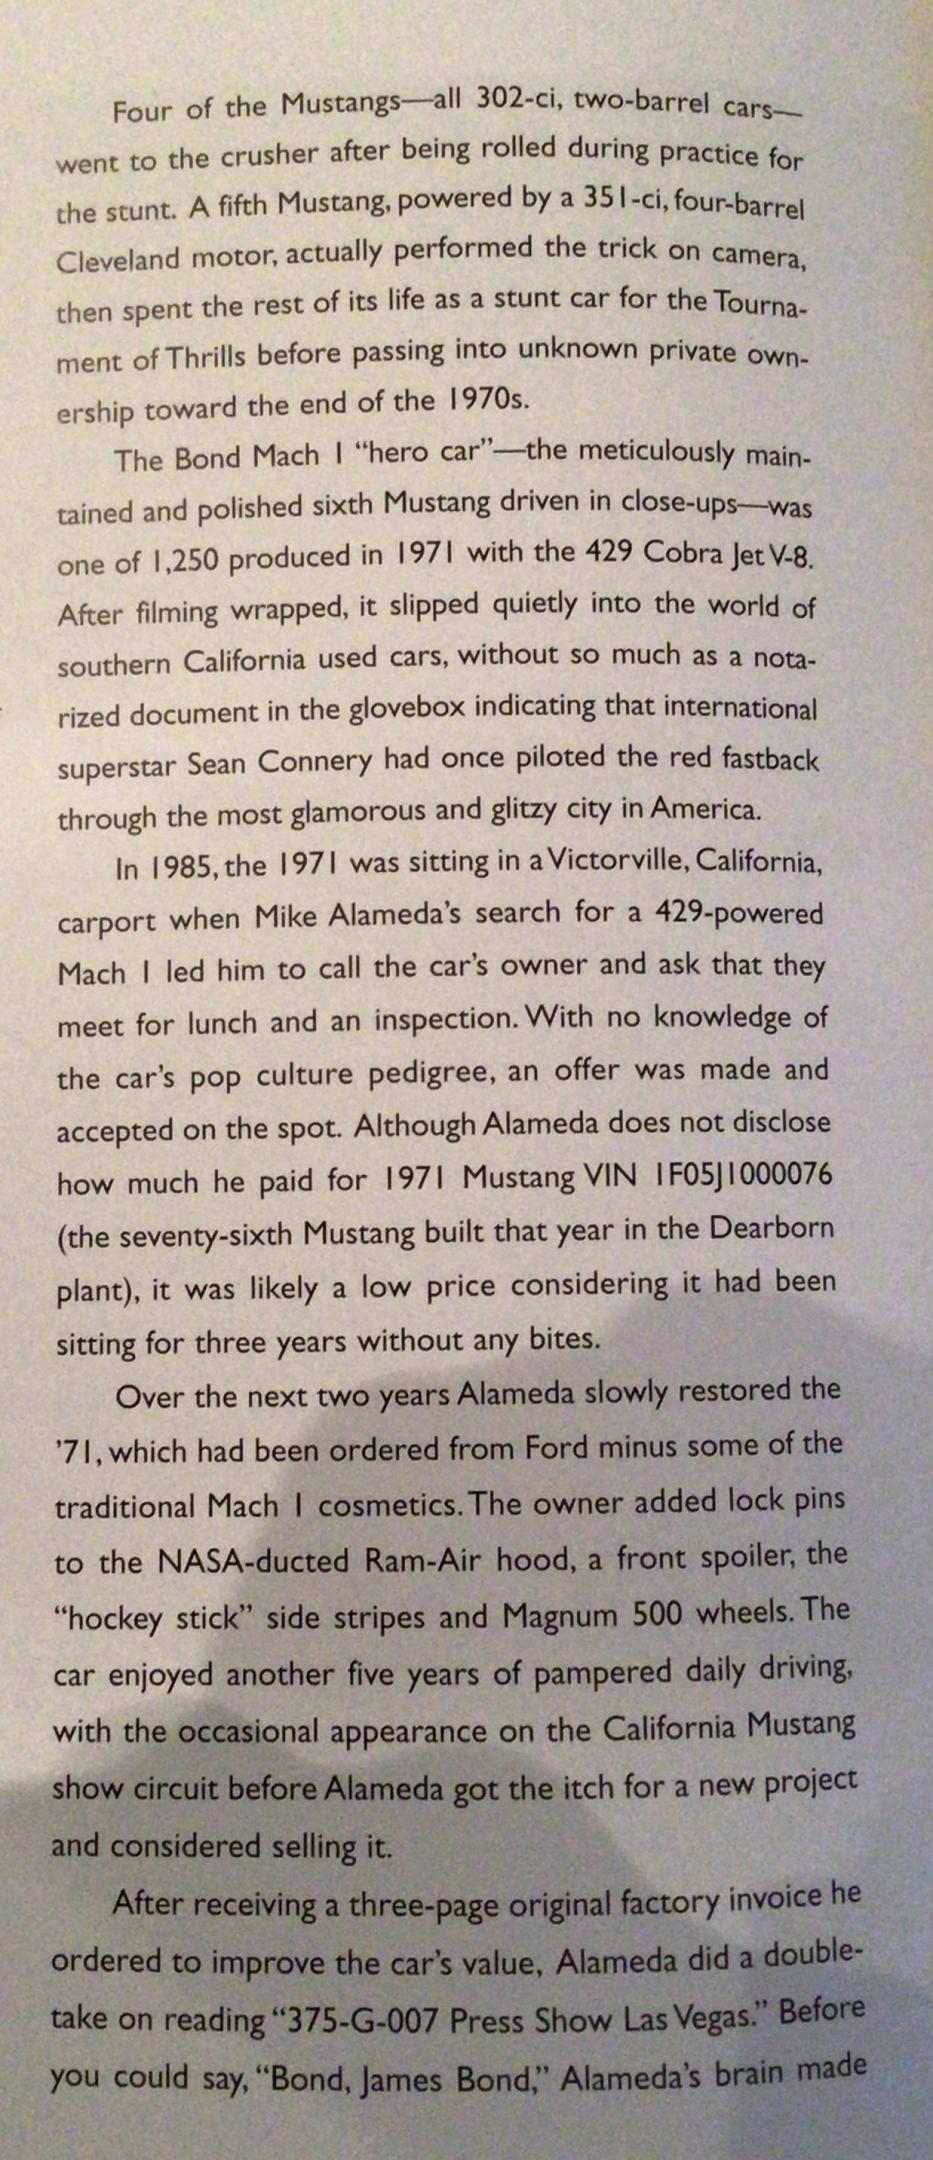 Four of the Mustangs—all 302-ci, two-barrel cars—
went to the crusher after being rolled during practice for
the stunt. A fifth Mustang, powered by a 351-ci, four-barrel
Cleveland motor, actually performed the trick on camera,
then spent the rest of its life as a stunt car for the Tourna-
ment of Thrills before passing into unknown private own-
ership toward the end of the 1970s.
The Bond Mach 1 “hero car”—the meticulously main-
tained and polished sixth Mustang driven in close-ups—was
one of 1,250 produced in 1971 with the 429 Cobra Jet V-8.
After filming wrapped, it slipped quietly into the world of
southern California used cars, without so much as a nota-
rized document in the glovebox indicating that international
superstar Sean Connery had once piloted the red fastback
through the most glamorous and glitzy city in America.
In 1985, the 1971 was sitting in a Victorville, California,
carport when Mike Alameda’s search for a 429-powered
Mach 1 led him to call the car’s owner and ask that they
meet for lunch and an inspection. With no knowledge of
the car’s pop culture pedigree, an offer was made and
accepted on the spot. Although Alameda does not disclose
how much he paid for 1971 Mustang VIN 1F05J1000076
(the seventy-sixth Mustang built that year in the Dearborn
plant), it was likely a low price considering it had been
sitting for three years without any bites.
Over the next two years Alameda slowly restored the
’71, which had been ordered from Ford minus some of the
traditional Mach 1 cosmetics. The owner added lock pins
to the NASA-ducted Ram-Air hood, a front spoiler, the
“hockey stick” side stripes and Magnum 500 wheels. The
car enjoyed another five years of pampered daily driving,
with the occasional appearance on the California Mustang
show circuit before Alameda got the itch for a new project
and considered selling it.
After receiving a three-page original factory invoice he
ordered to improve the car’s value, Alameda did a double-
take on reading “375-G-007 Press Show Las Vegas.” Before
you could say, “Bond, James Bond,” Alameda’s brain made